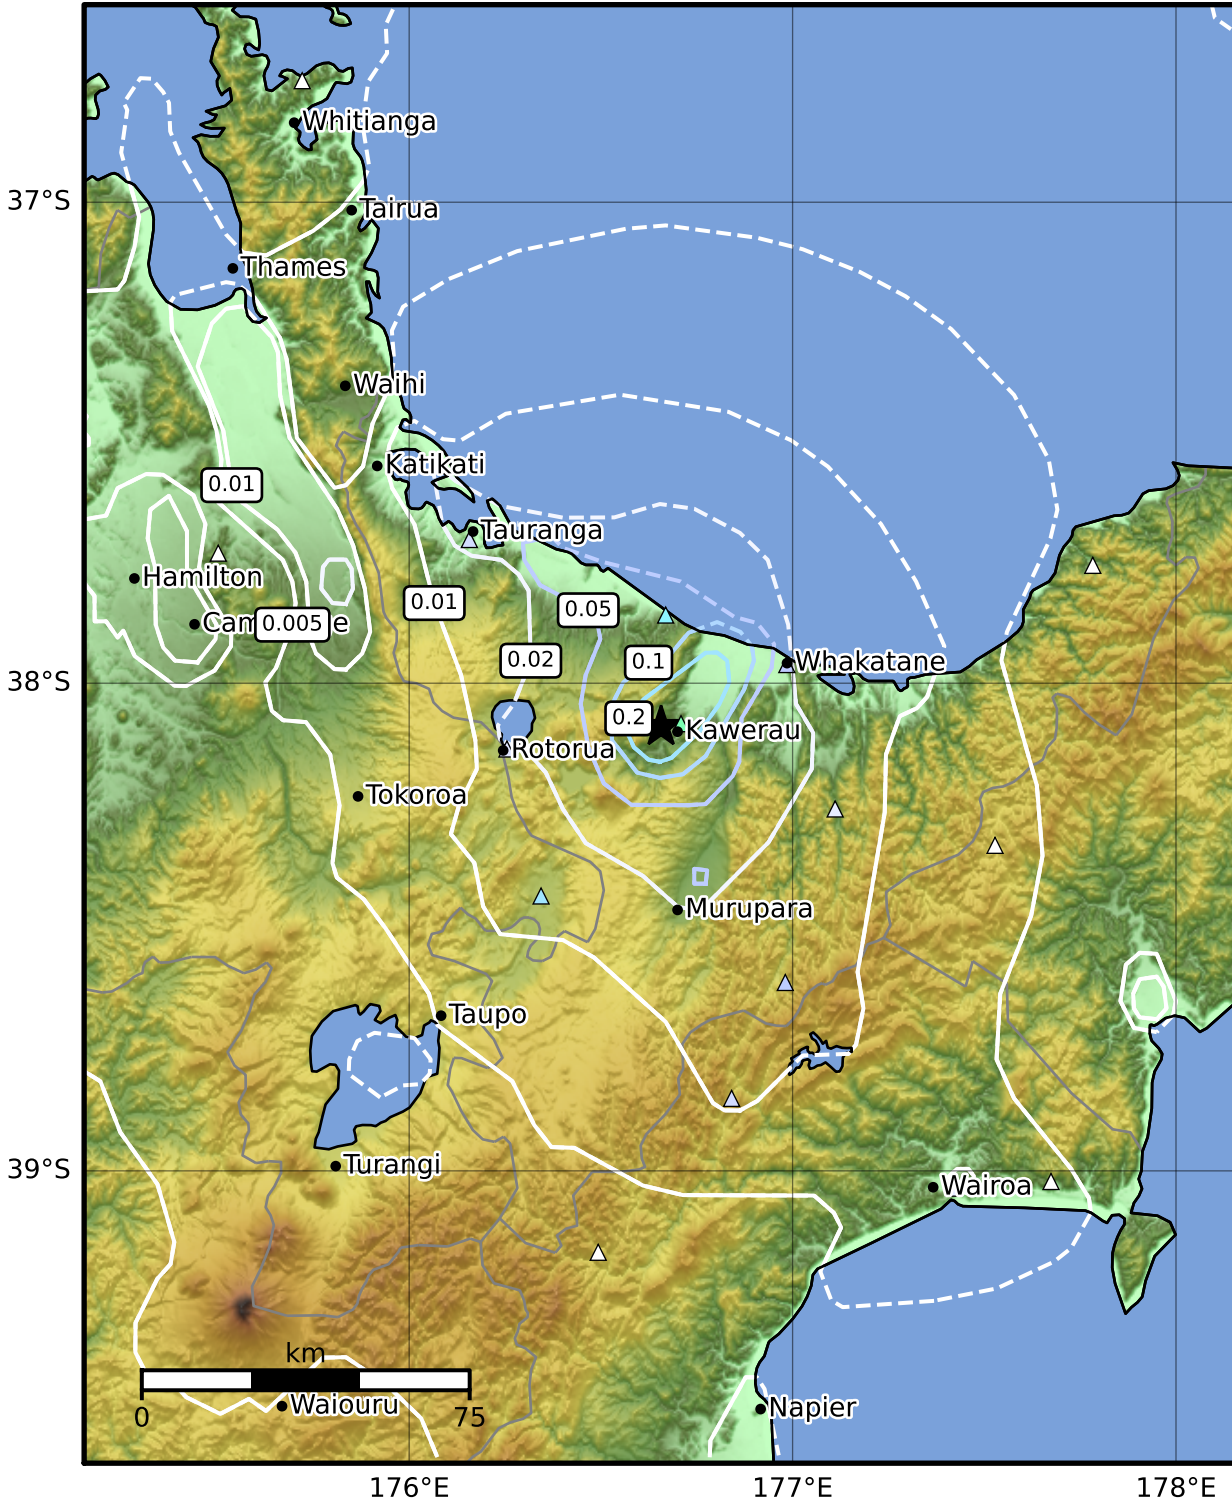 Whitianga
37°S
Tairua
Thames
Waihi
Katikati
0.01
Tauranga
Hamilton
0.01
0.05
Cam
0.005
e
0.02
0.1
Whakatane
38°S
0.2
Kawerau
Rotorua
Tokoroa
Murupara
Taupo
39°S
Turangi
Wairoa
km
0
75
Waiouru
Napier
176°E
177°E
178°E